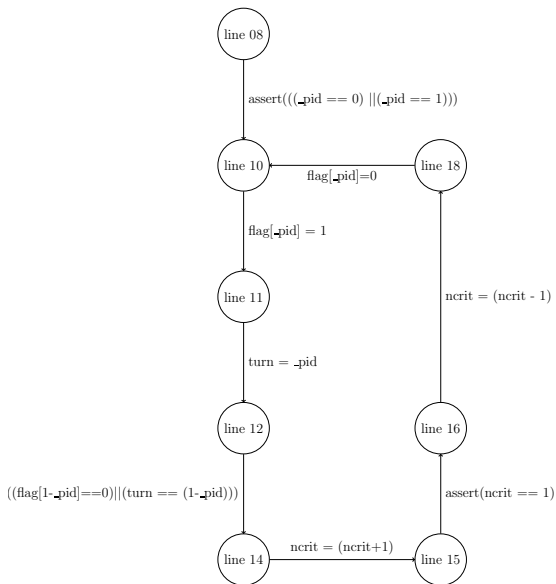 line 08
assert(((_pid == 0) ||(_pid == 1)))
line 10
line 18
flag[_pid]=0
flag[_pid] = 1
line 11
ncrit = (ncrit - 1)
turn = _pid
line 12
line 16
((flag[1-_pid]==0)||(turn == (1-_pid)))
assert(ncrit == 1)
line 14
ncrit = (ncrit+1)
line 15